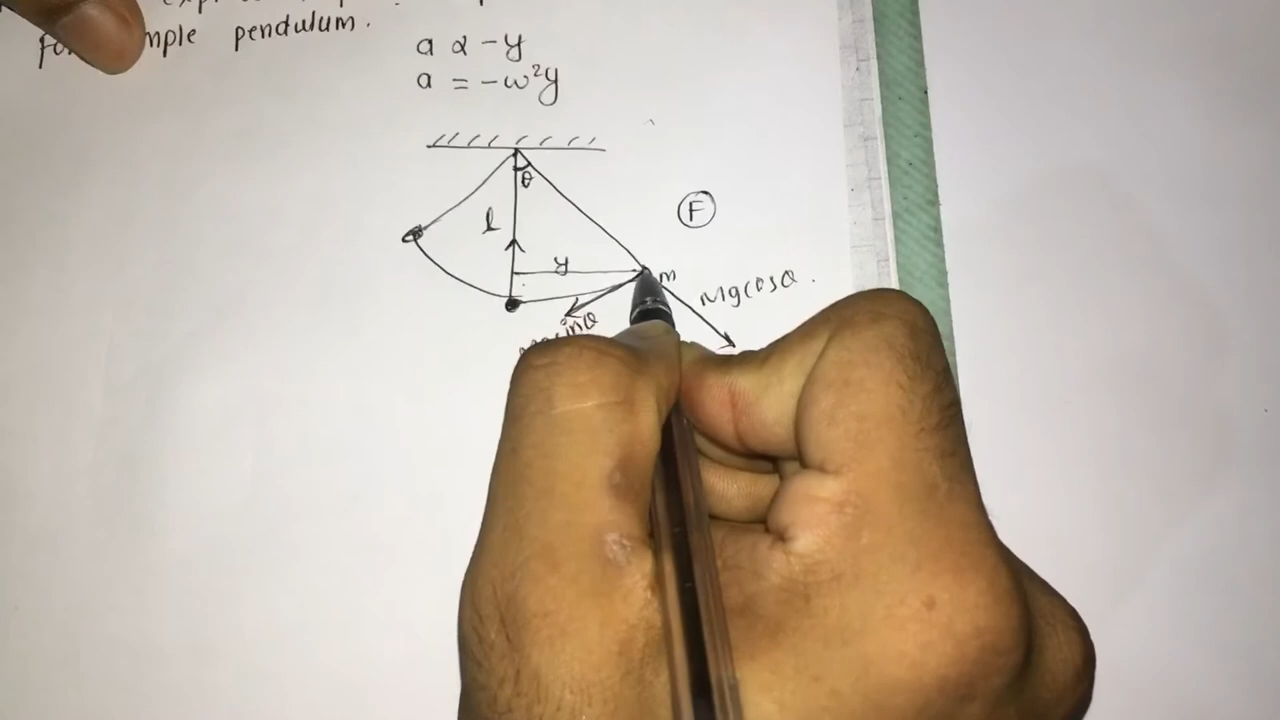 pendulum.
a α -y
a = -ω²y
θ
l
F
y
m
Mgcosθ.